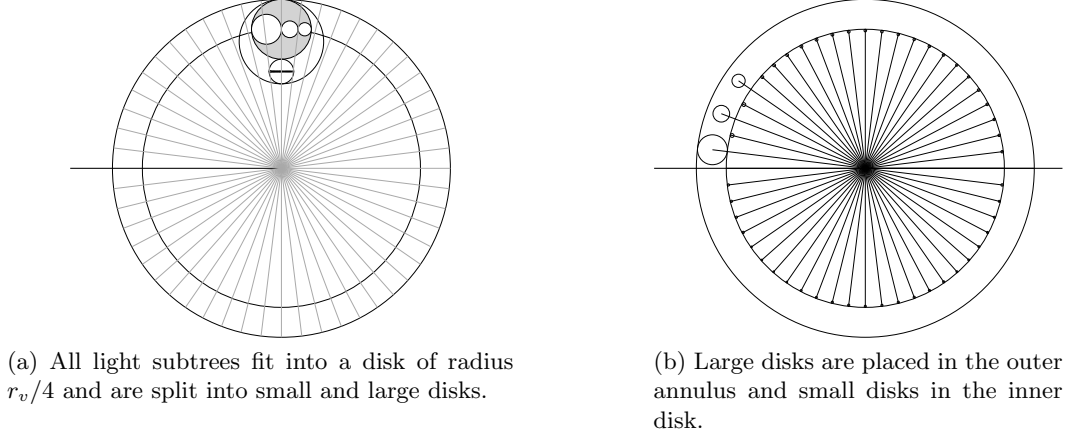 (a) All light subtrees fit into a disk of radius
r_v/4 and are split into small and large disks.
(b) Large disks are placed in the outer
annulus and small disks in the inner
disk.